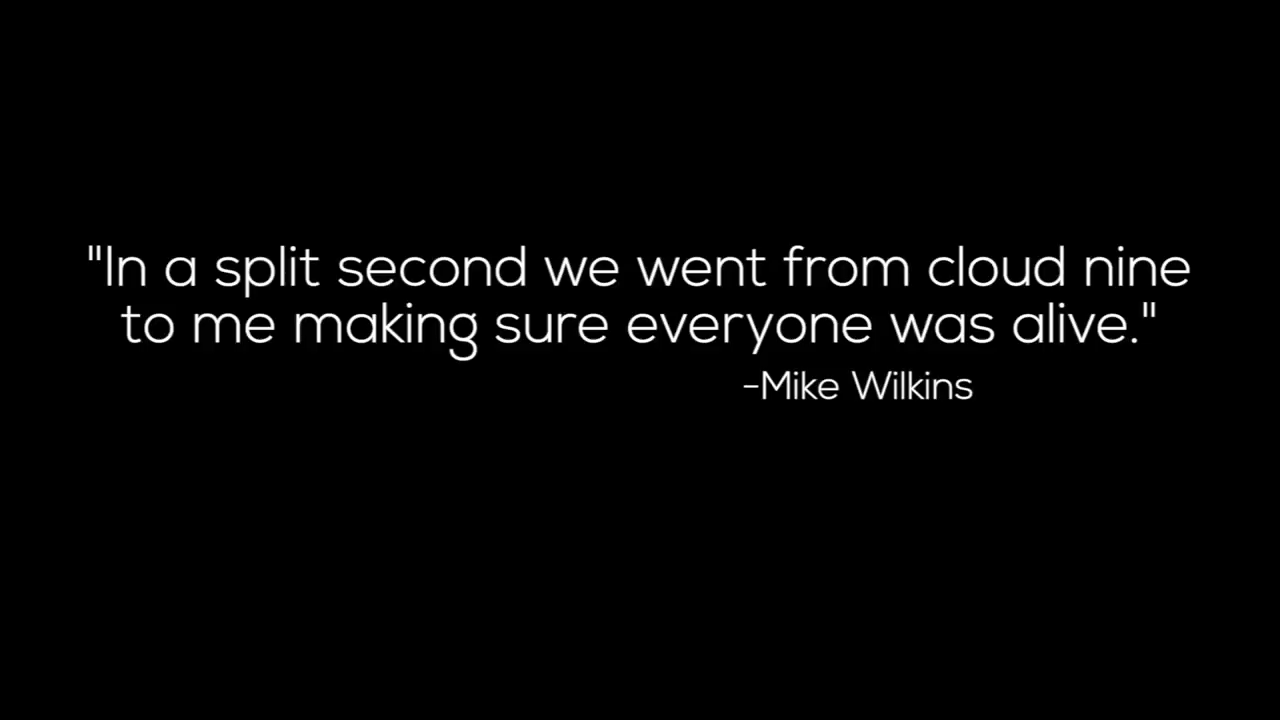 "In a split second we went from cloud nine
to me making sure everyone was alive."
-Mike Wilkins